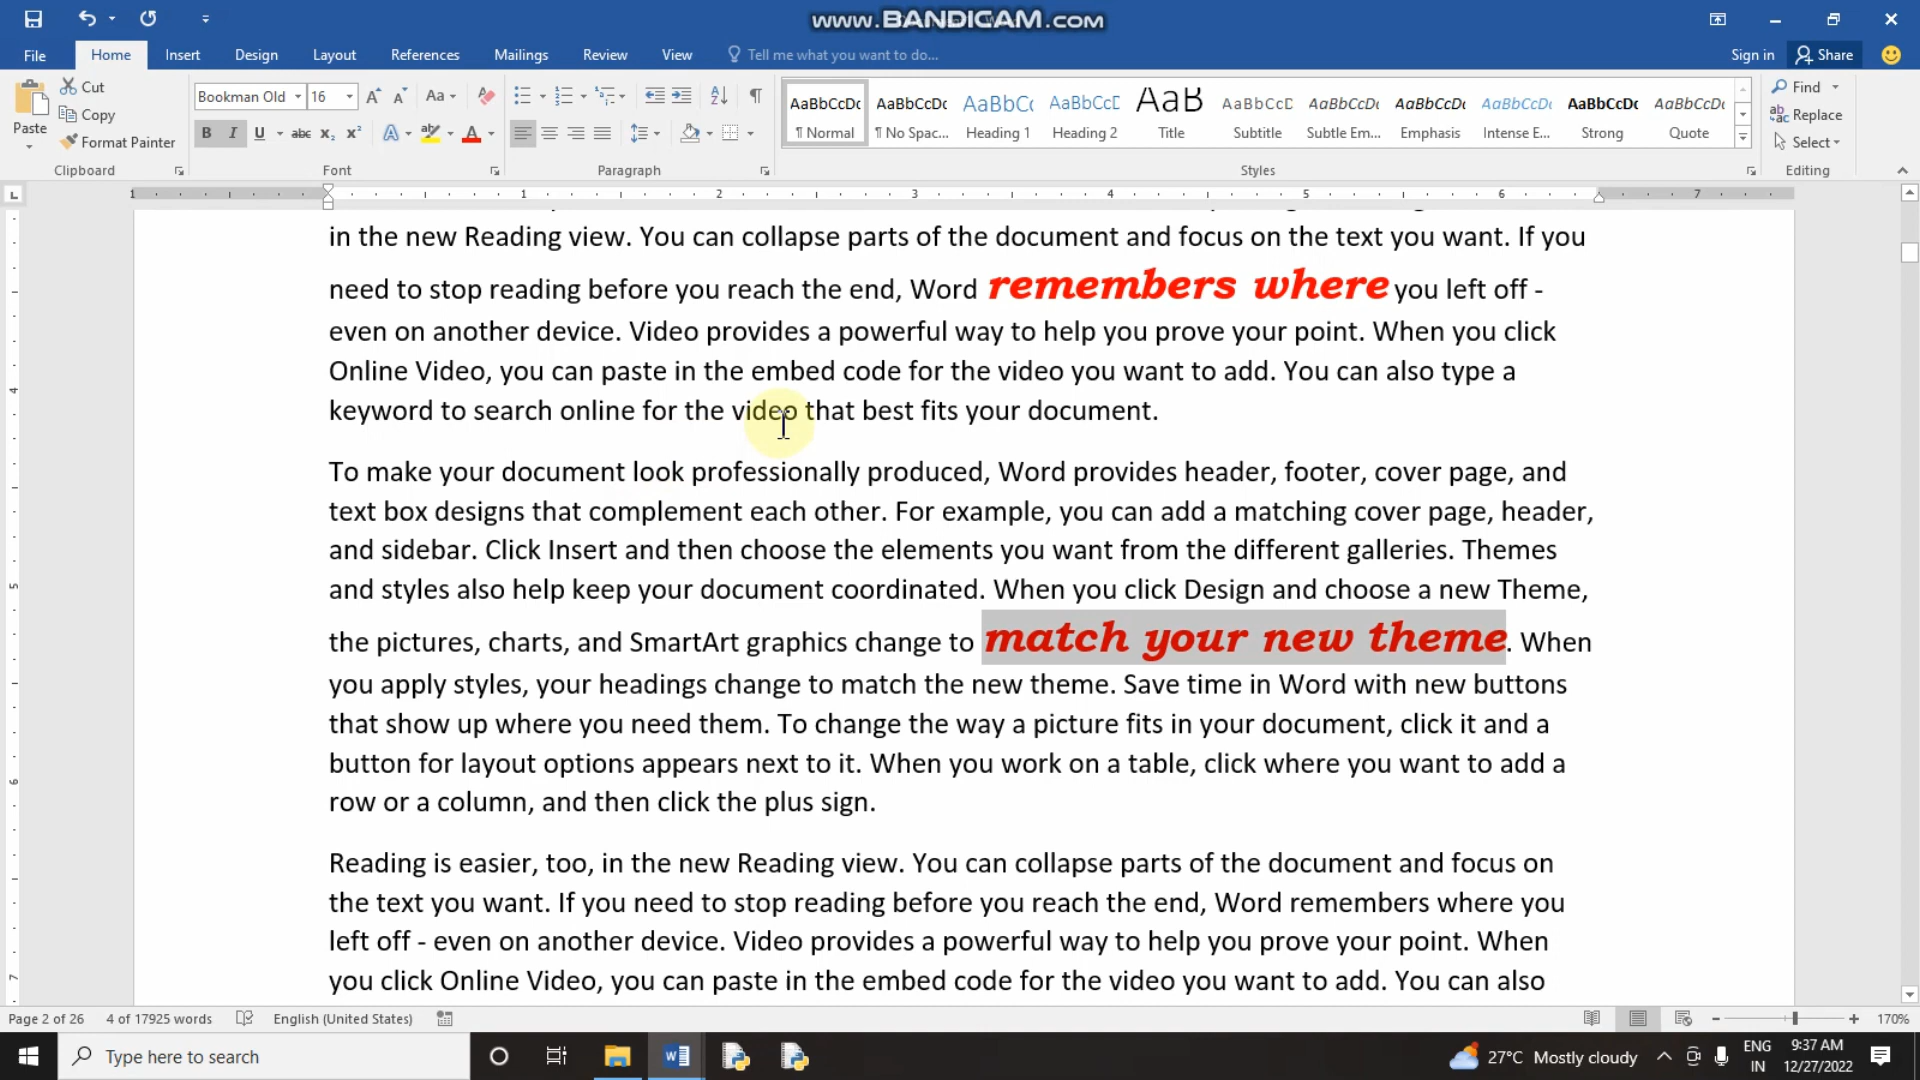 www.BANDICAM.com
File Home Insert Design Layout References Mailings Review View Tell me what you want to do... Sign in Share
Cut
Copy
Format Painter
Paste
Clipboard
Bookman Old 16
Font
Paragraph
AaBbCcDc AaBbCcDc AaBbCc AaBbCcD AaB AaBbCcD AaBbCcDc AaBbCcDc AaBbCcDc AaBbCcDc AaBbCcDc
¶ Normal ¶ No Spac... Heading 1 Heading 2 Title Subtitle Subtle Em... Emphasis Intense E... Strong Quote
Styles
Find
Replace
Select
Editing
1 1 2 3 4 5 6 7
in the new Reading view. You can collapse parts of the document and focus on the text you want. If you
need to stop reading before you reach the end, Word remembers where you left off -
even on another device. Video provides a powerful way to help you prove your point. When you click
Online Video, you can paste in the embed code for the video you want to add. You can also type a
keyword to search online for the video that best fits your document.
To make your document look professionally produced, Word provides header, footer, cover page, and
text box designs that complement each other. For example, you can add a matching cover page, header,
and sidebar. Click Insert and then choose the elements you want from the different galleries. Themes
and styles also help keep your document coordinated. When you click Design and choose a new Theme,
the pictures, charts, and SmartArt graphics change to match your new theme. When
you apply styles, your headings change to match the new theme. Save time in Word with new buttons
that show up where you need them. To change the way a picture fits in your document, click it and a
button for layout options appears next to it. When you work on a table, click where you want to add a
row or a column, and then click the plus sign.
Reading is easier, too, in the new Reading view. You can collapse parts of the document and focus on
the text you want. If you need to stop reading before you reach the end, Word remembers where you
left off - even on another device. Video provides a powerful way to help you prove your point. When
you click Online Video, you can paste in the embed code for the video you want to add. You can also
Page 2 of 26 4 of 17925 words English (United States) 170%
Type here to search
27°C Mostly cloudy
ENG
IN
9:37 AM
12/27/2022